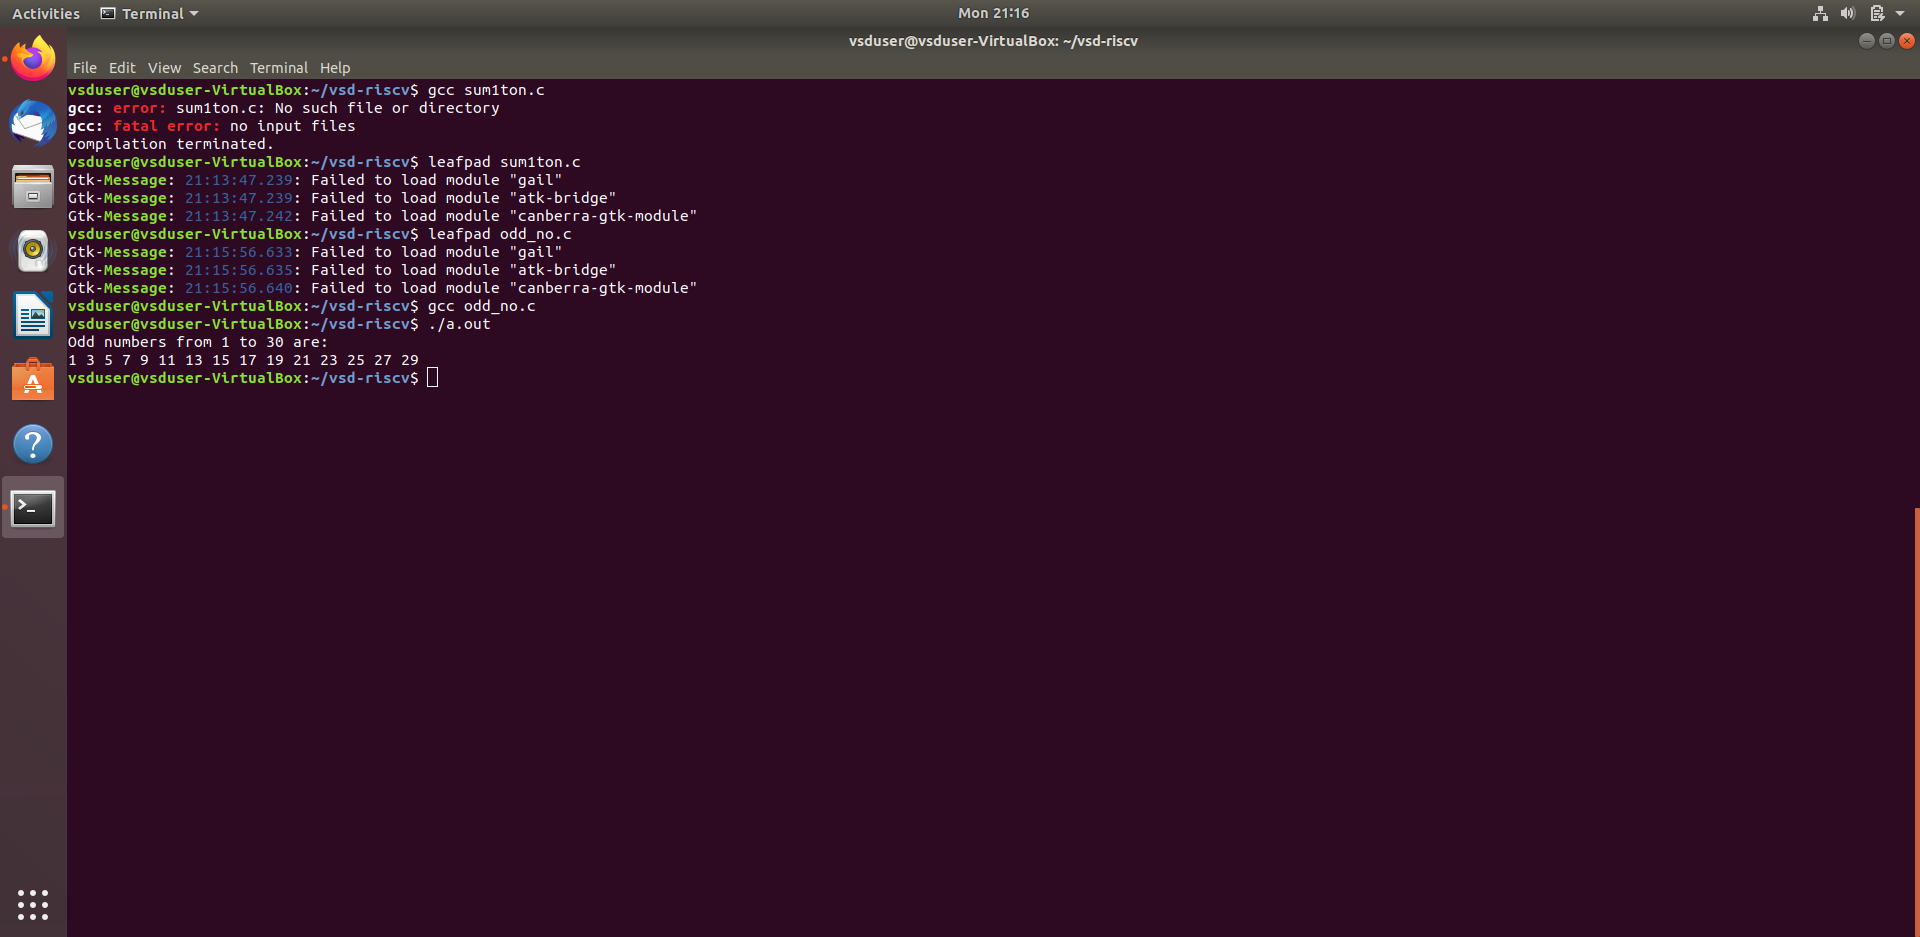 Activities Terminal Mon 21:16
vsduser@vsduser-VirtualBox: ~/vsd-riscv
File Edit View Search Terminal Help
vsduser@vsduser-VirtualBox:~/vsd-riscv$ gcc sum1ton.c
gcc: error: sum1ton.c: No such file or directory
gcc: fatal error: no input files
compilation terminated.
vsduser@vsduser-VirtualBox:~/vsd-riscv$ leafpad sum1ton.c
Gtk-Message: 21:13:47.239: Failed to load module "gail"
Gtk-Message: 21:13:47.239: Failed to load module "atk-bridge"
Gtk-Message: 21:13:47.242: Failed to load module "canberra-gtk-module"
vsduser@vsduser-VirtualBox:~/vsd-riscv$ leafpad odd_no.c
Gtk-Message: 21:15:56.633: Failed to load module "gail"
Gtk-Message: 21:15:56.635: Failed to load module "atk-bridge"
Gtk-Message: 21:15:56.640: Failed to load module "canberra-gtk-module"
vsduser@vsduser-VirtualBox:~/vsd-riscv$ gcc odd_no.c
vsduser@vsduser-VirtualBox:~/vsd-riscv$ ./a.out
Odd numbers from 1 to 30 are:
1 3 5 7 9 11 13 15 17 19 21 23 25 27 29
vsduser@vsduser-VirtualBox:~/vsd-riscv$